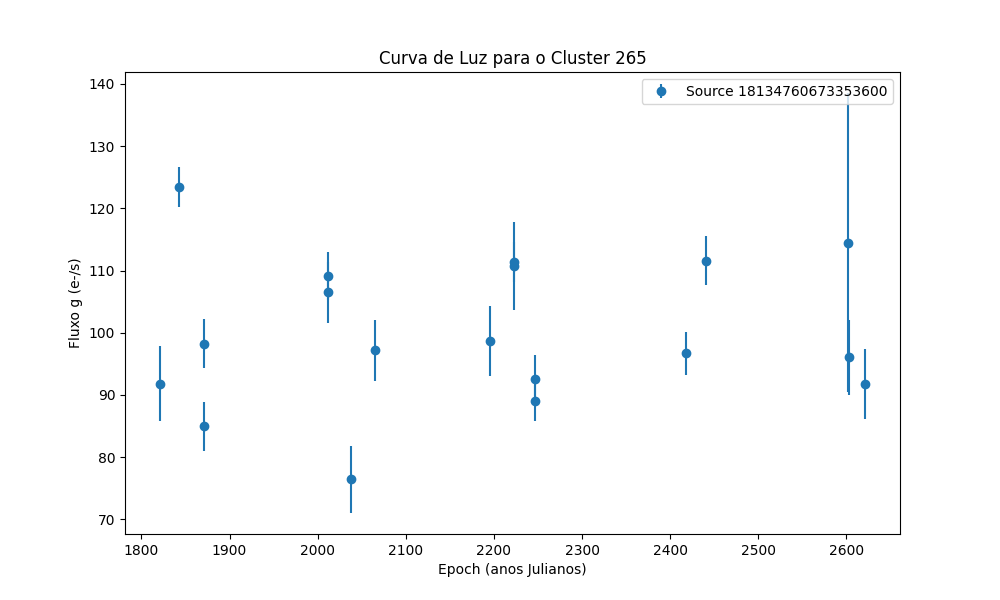 Curva de Luz para o Cluster 265
Source 18134760673353600
140
130
120
110
100
90
80
70
Fluxo g (e-/s)
1800 1900 2000 2100 2200 2300 2400 2500 2600
Epoch (anos Julianos)